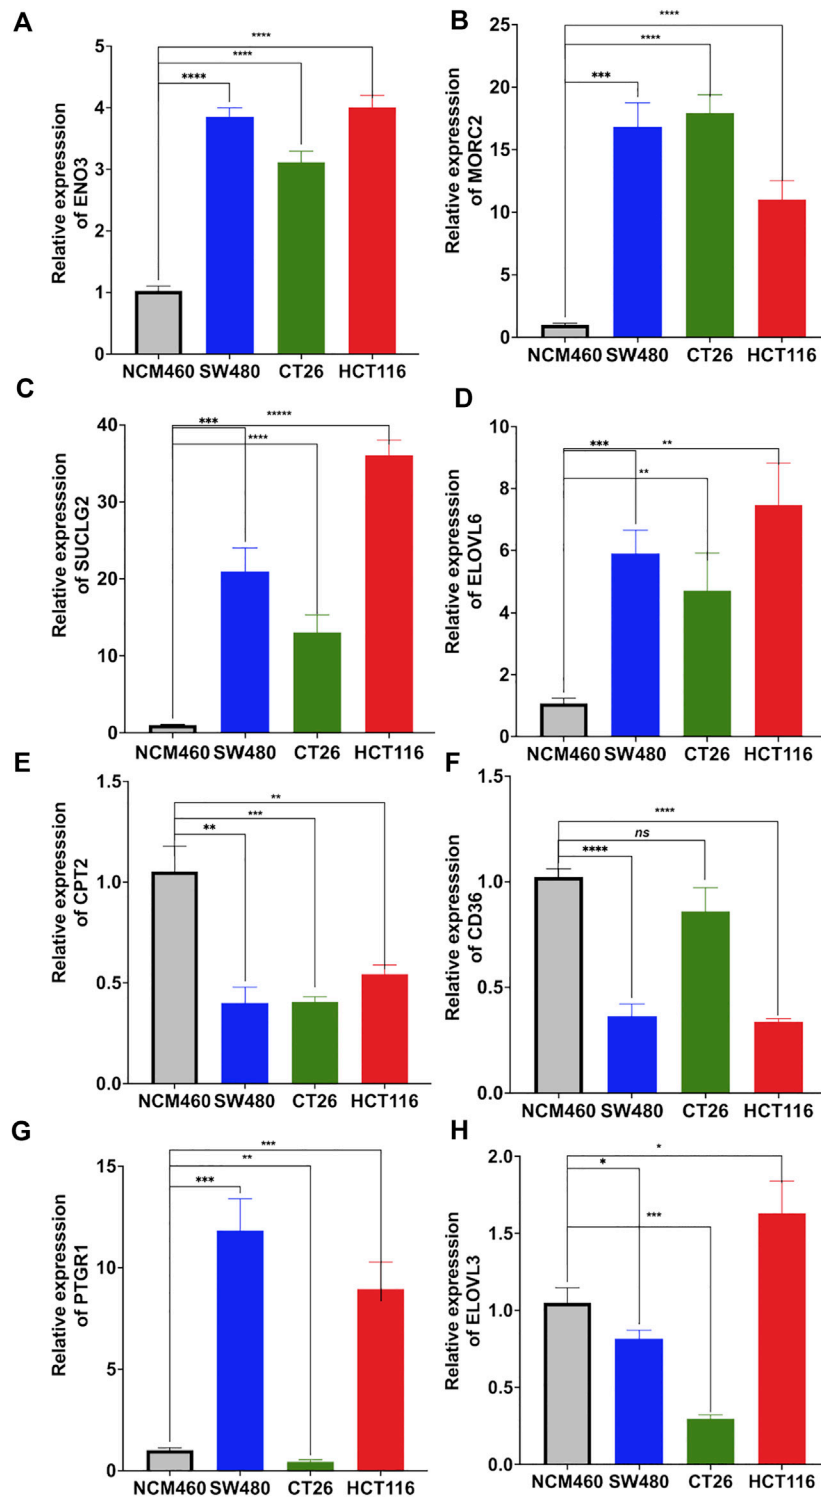 A
Relative expresssion
of ENO3
5
4
3
2
1
0
****
****
****
NCM460 SW480 CT26 HCT116
B
Relative expresssion
of MORC2
25
20
15
10
5
0
****
****
***
NCM460 SW480 CT26 HCT116
C
Relative expresssion
of SUCLG2
40
30
20
10
0
*****
***
****
NCM460 SW480 CT26 HCT116
D
Relative expresssion
of ELOVL6
10
8
6
4
2
0
**
***
**
NCM460 SW480 CT26 HCT116
E
Relative expresssion
of CPT2
1.5
1.0
0.5
0.0
**
***
**
NCM460 SW480 CT26 HCT116
F
Relative expresssion
of CD36
1.5
1.0
0.5
0.0
****
ns
****
NCM460 SW480 CT26 HCT116
G
Relative expresssion
of PTGR1
15
10
5
0
***
**
***
NCM460 SW480 CT26 HCT116
H
Relative expresssion
of ELOVL3
2.0
1.5
1.0
0.5
0.0
*
*
***
NCM460 SW480 CT26 HCT116